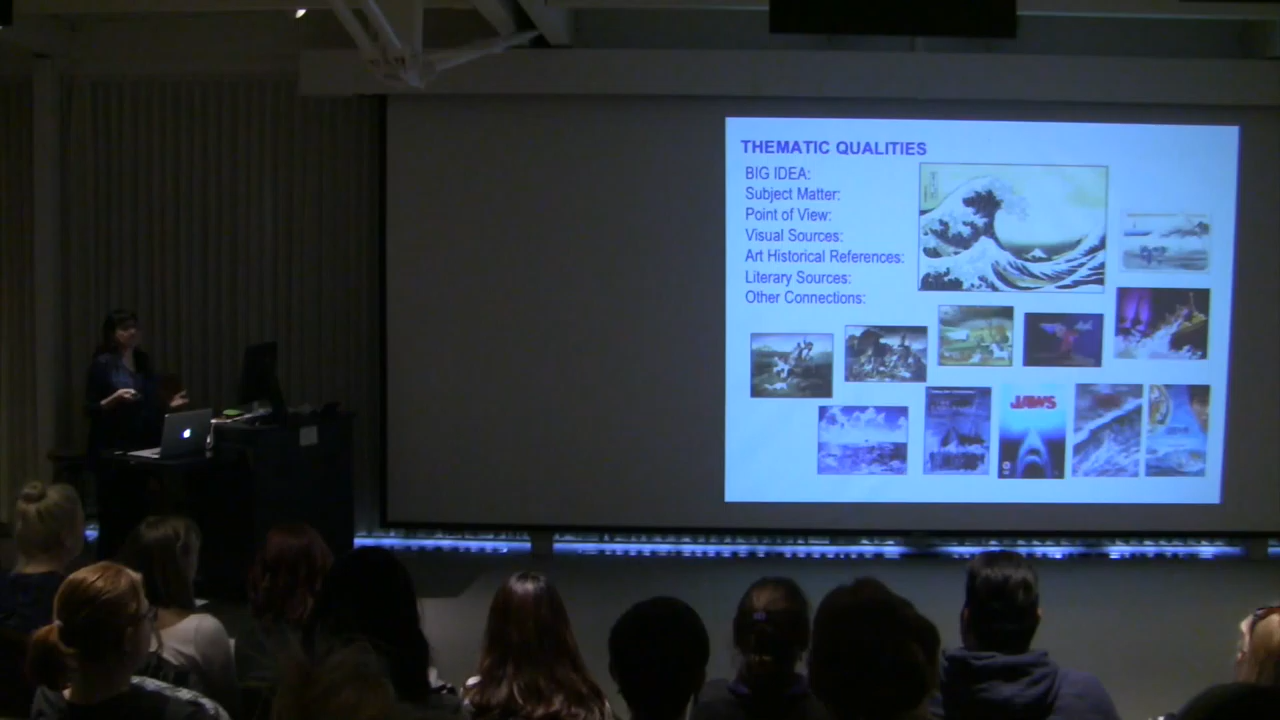 THEMATIC QUALITIES
BIG IDEA:
Subject Matter:
Point of View:
Visual Sources:
Art Historical References:
Literary Sources:
Other Connections:
JAWS